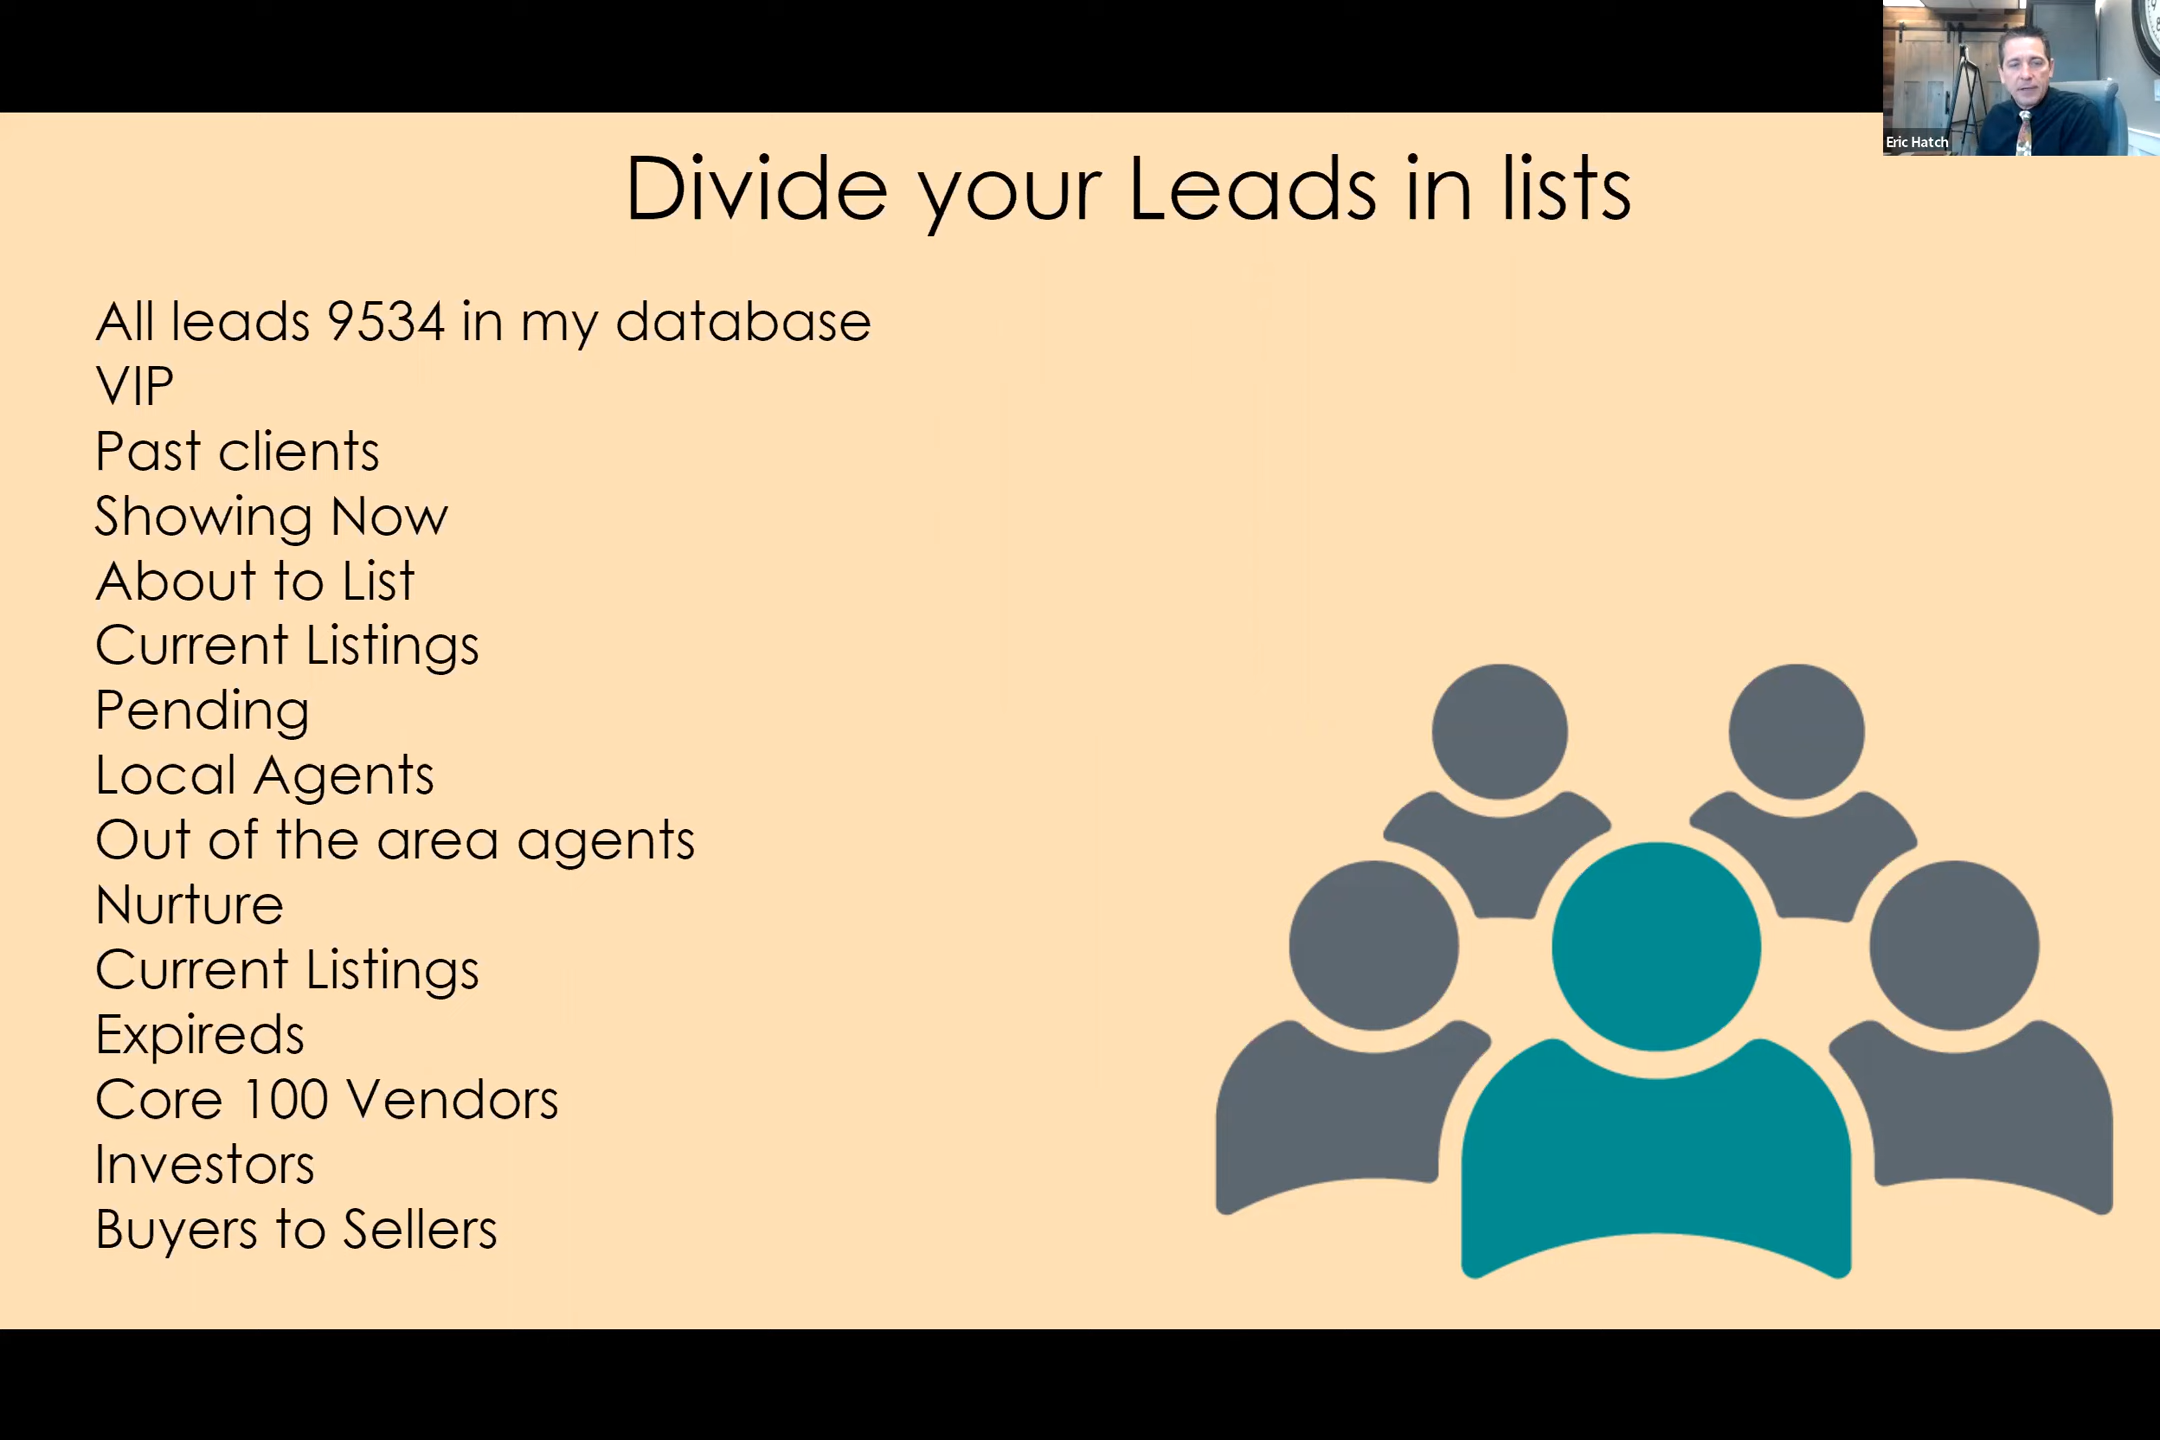 Eric Hatch
Divide your Leads in lists
All leads 9534 in my database
VIP
Past clients
Showing Now
About to List
Current Listings
Pending
Local Agents
Out of the area agents
Nurture
Current Listings
Expireds
Core 100 Vendors
Investors
Buyers to Sellers